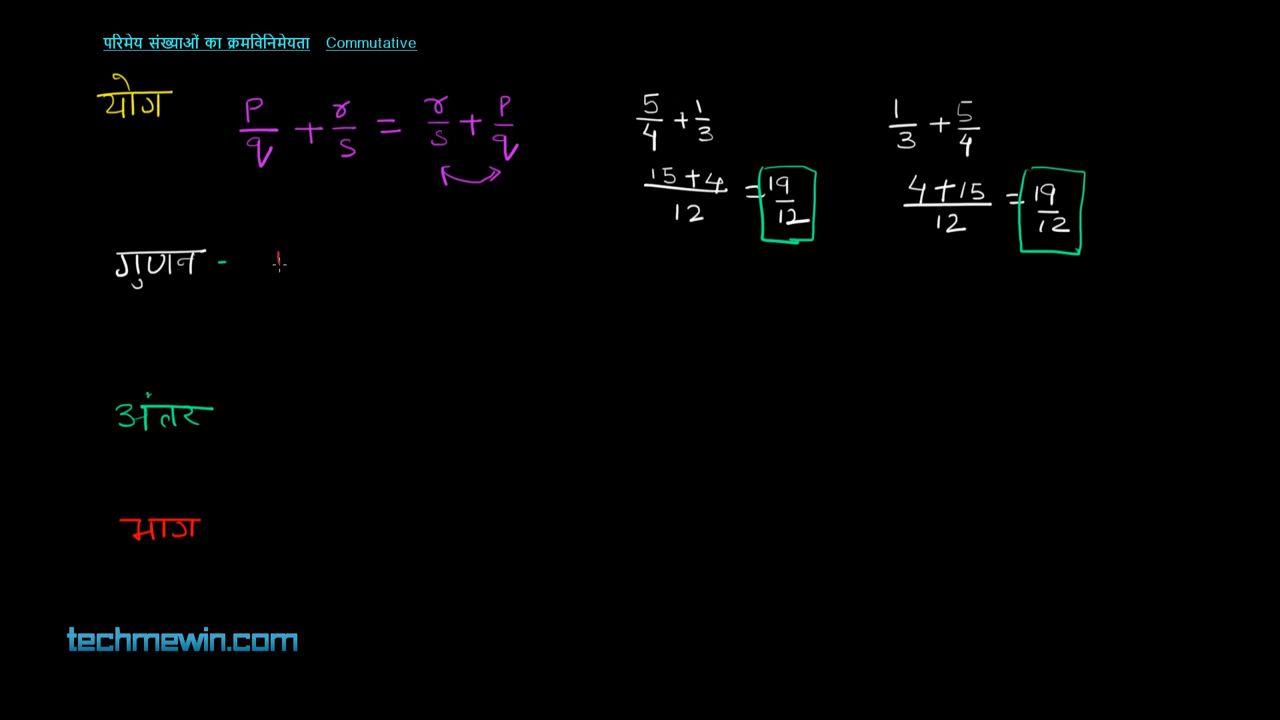 परिमेय संख्याओं का क्रमविनिमेयता Commutative
योग p/q + r/s = r/s + p/q
5/4 + 1/3
(15 + 4)/12 = 19/12
1/3 + 5/4
(4 + 15)/12 = 19/12
गुणन -
अंतर
भाग
techmewin.com